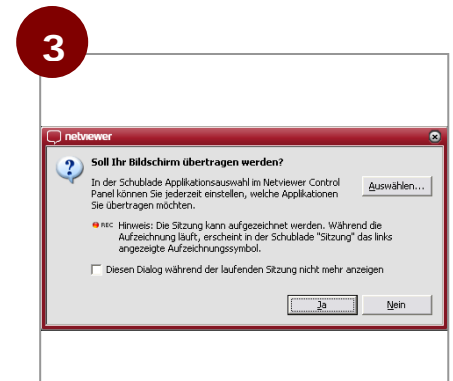 3
netviewer
Soll Ihr Bildschirm übertragen werden?
In der Schublade Applikationsauswahl im Netviewer Control
Panel können Sie jederzeit einstellen, welche Applikationen
Sie übertragen möchten.
Auswählen...
REC Hinweis: Die Sitzung kann aufgezeichnet werden. Während die
Aufzeichnung läuft, erscheint in der Schublade "Sitzung" das links
angezeigte Aufzeichnungssymbol.
Diesen Dialog während der laufenden Sitzung nicht mehr anzeigen
Ja
Nein